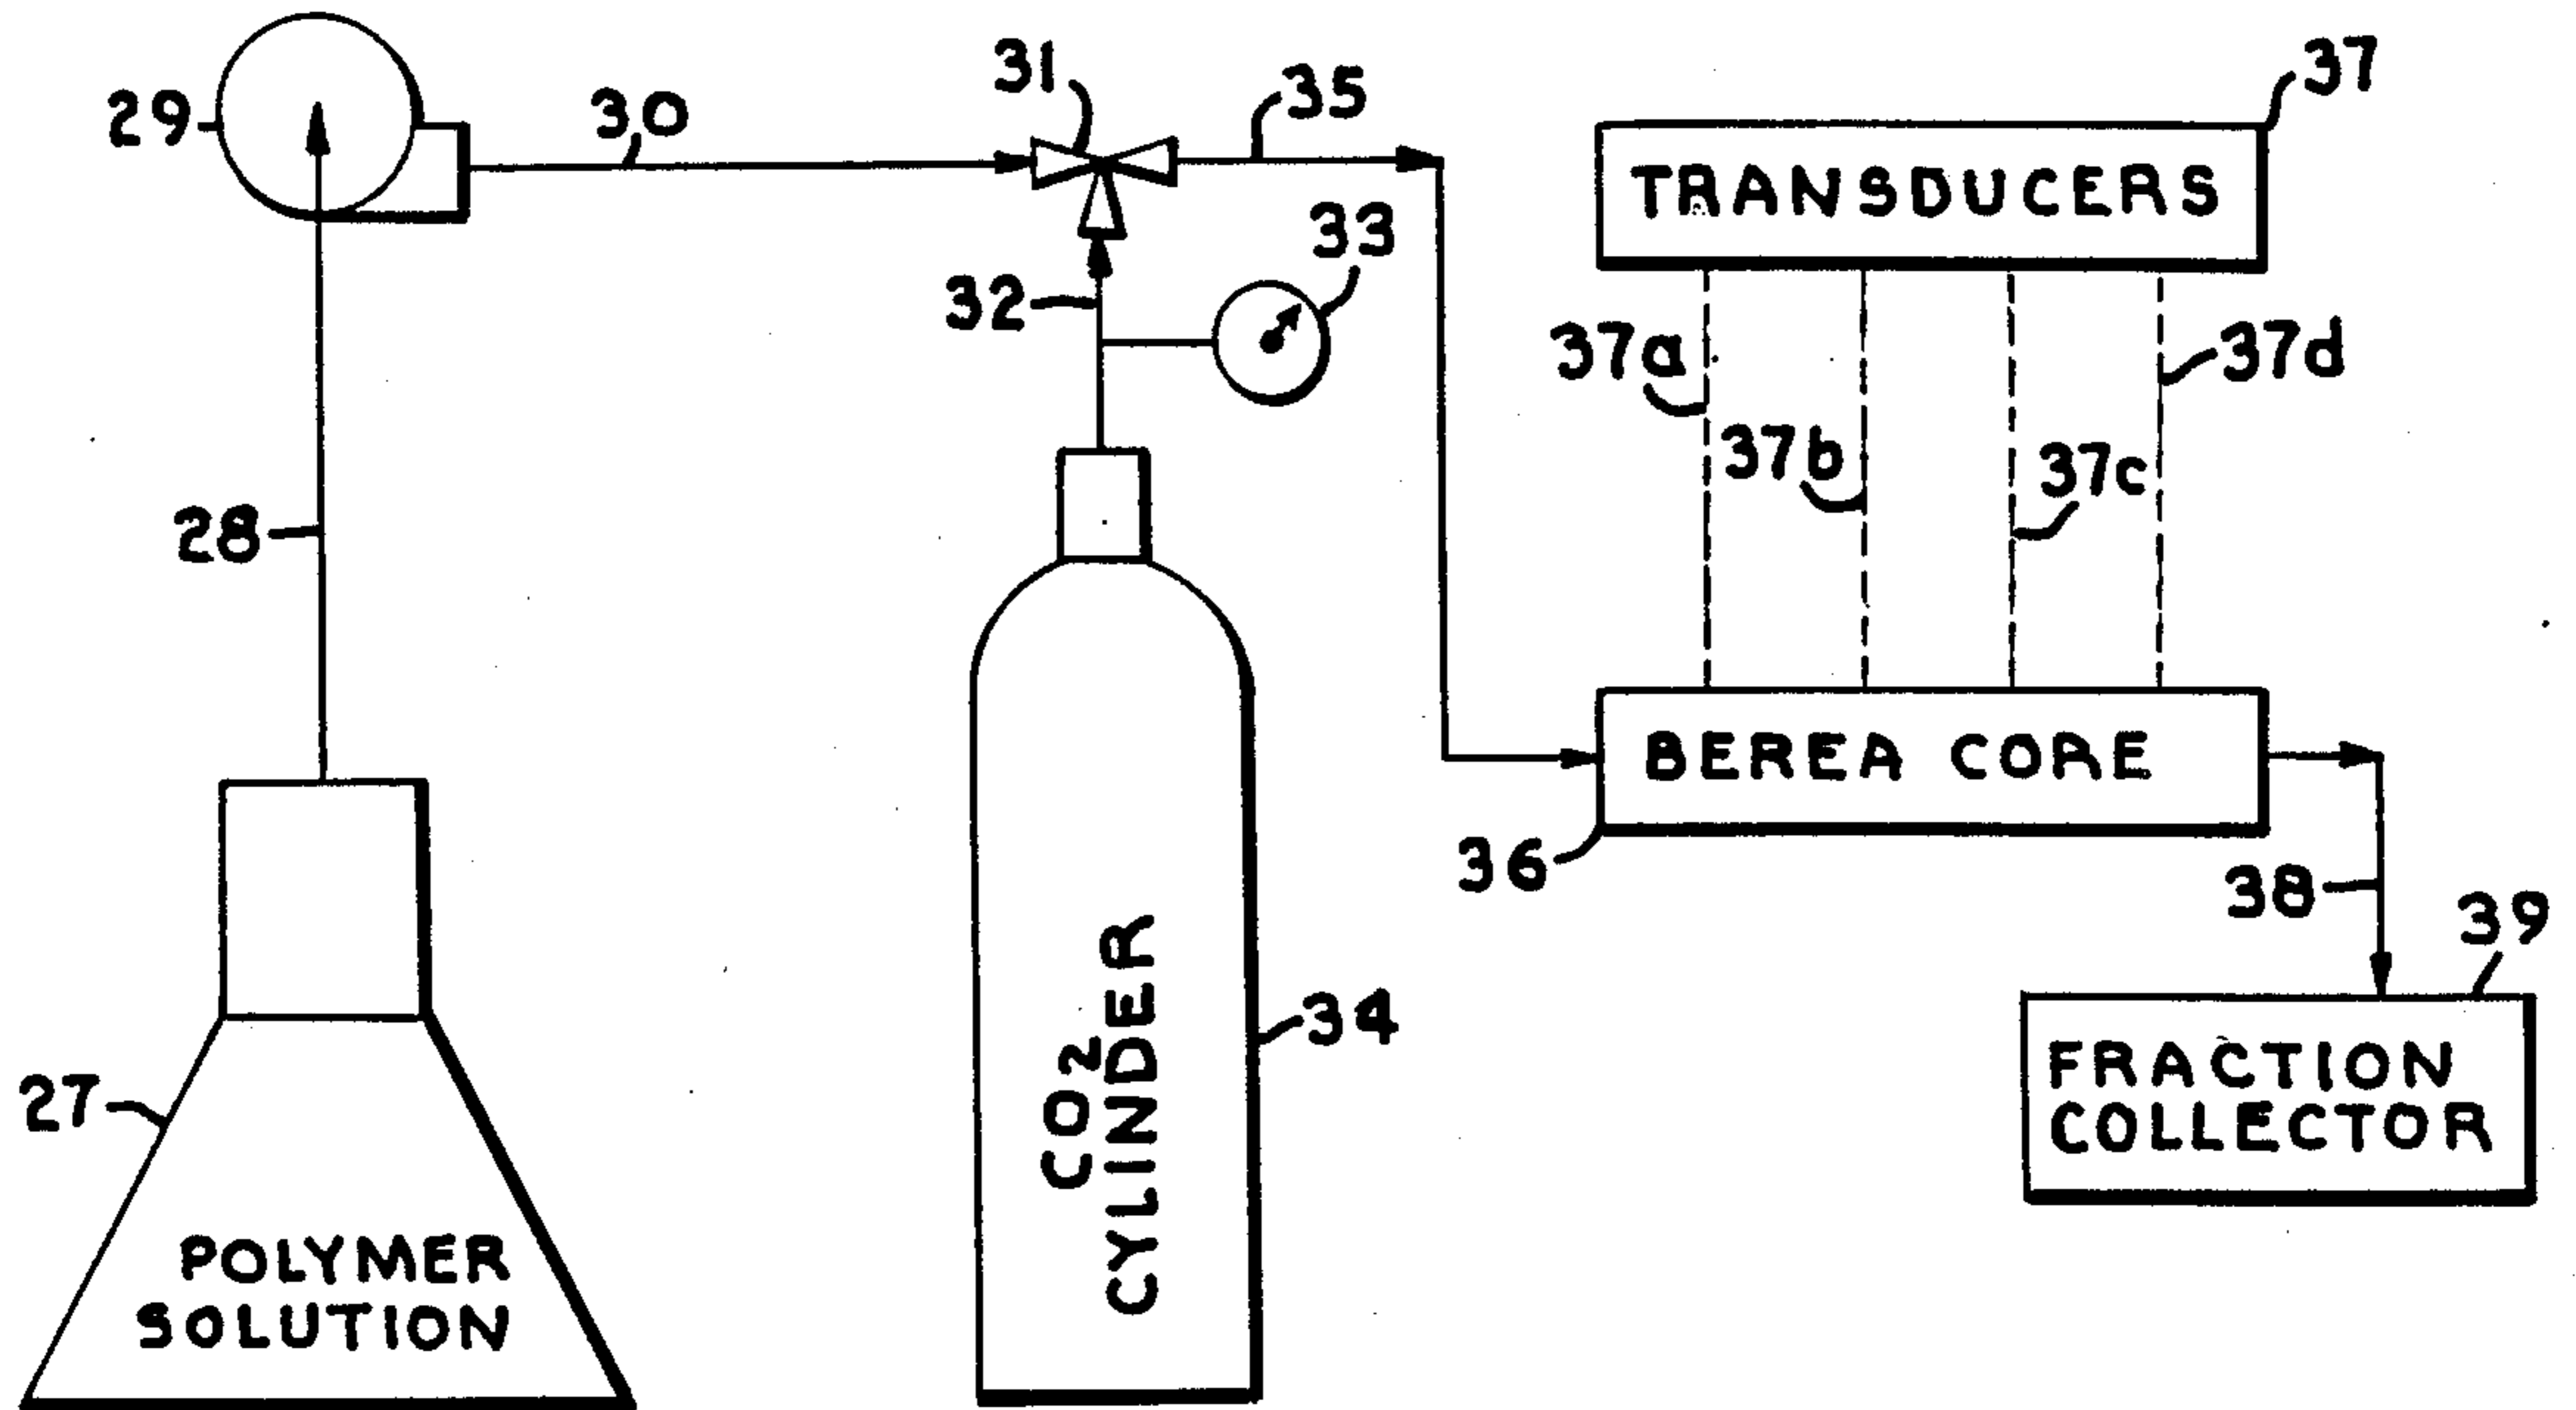 29
30
31
35
37
TRANSDUCERS
33
32
37a
37d
37b
37c
28
BEREA CORE
36
38
39
34
CO2
CYLINDER
FRACTION
COLLECTOR
27
POLYMER
SOLUTION